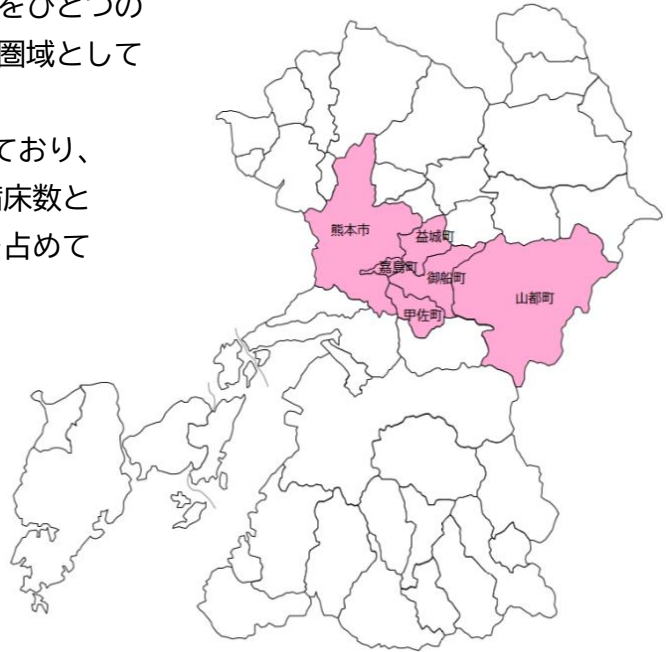 をひとつの
圏域として
ており、
床数と
占めて
熊本市
益城町
嘉島町
御船町
山都町
甲佐町